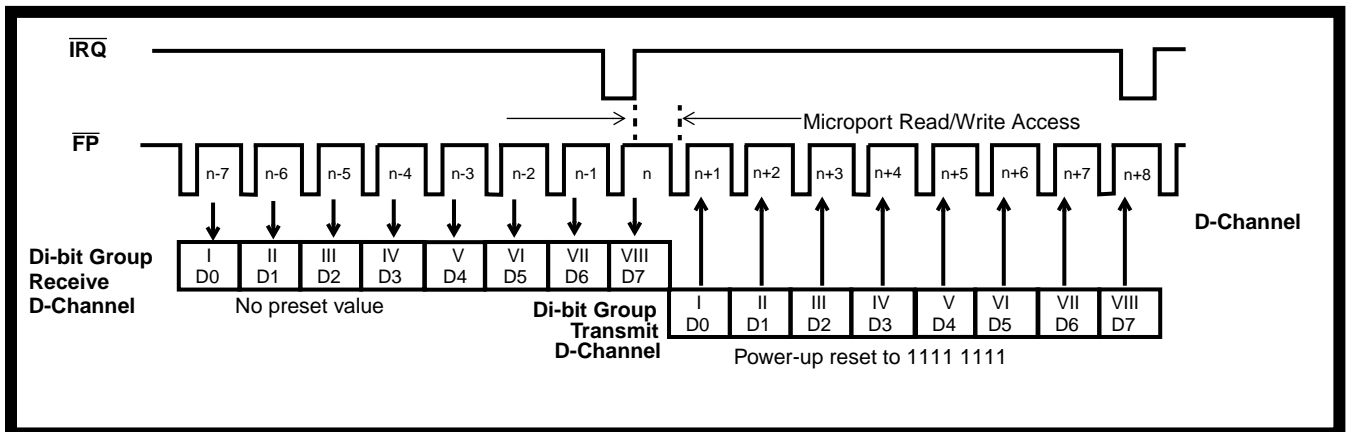 IRQ
Microport Read/Write Access
FP
n-7 n-6 n-5 n-4 n-3 n-2 n-1 n n+1 n+2 n+3 n+4 n+5 n+6 n+7 n+8
D-Channel
Di-bit Group
Receive
D-Channel
I II III IV V VI VII VIII
D0 D1 D2 D3 D4 D5 D6 D7
No preset value
Di-bit Group
Transmit
D-Channel
I II III IV V VI VII VIII
D0 D1 D2 D3 D4 D5 D6 D7
Power-up reset to 1111 1111